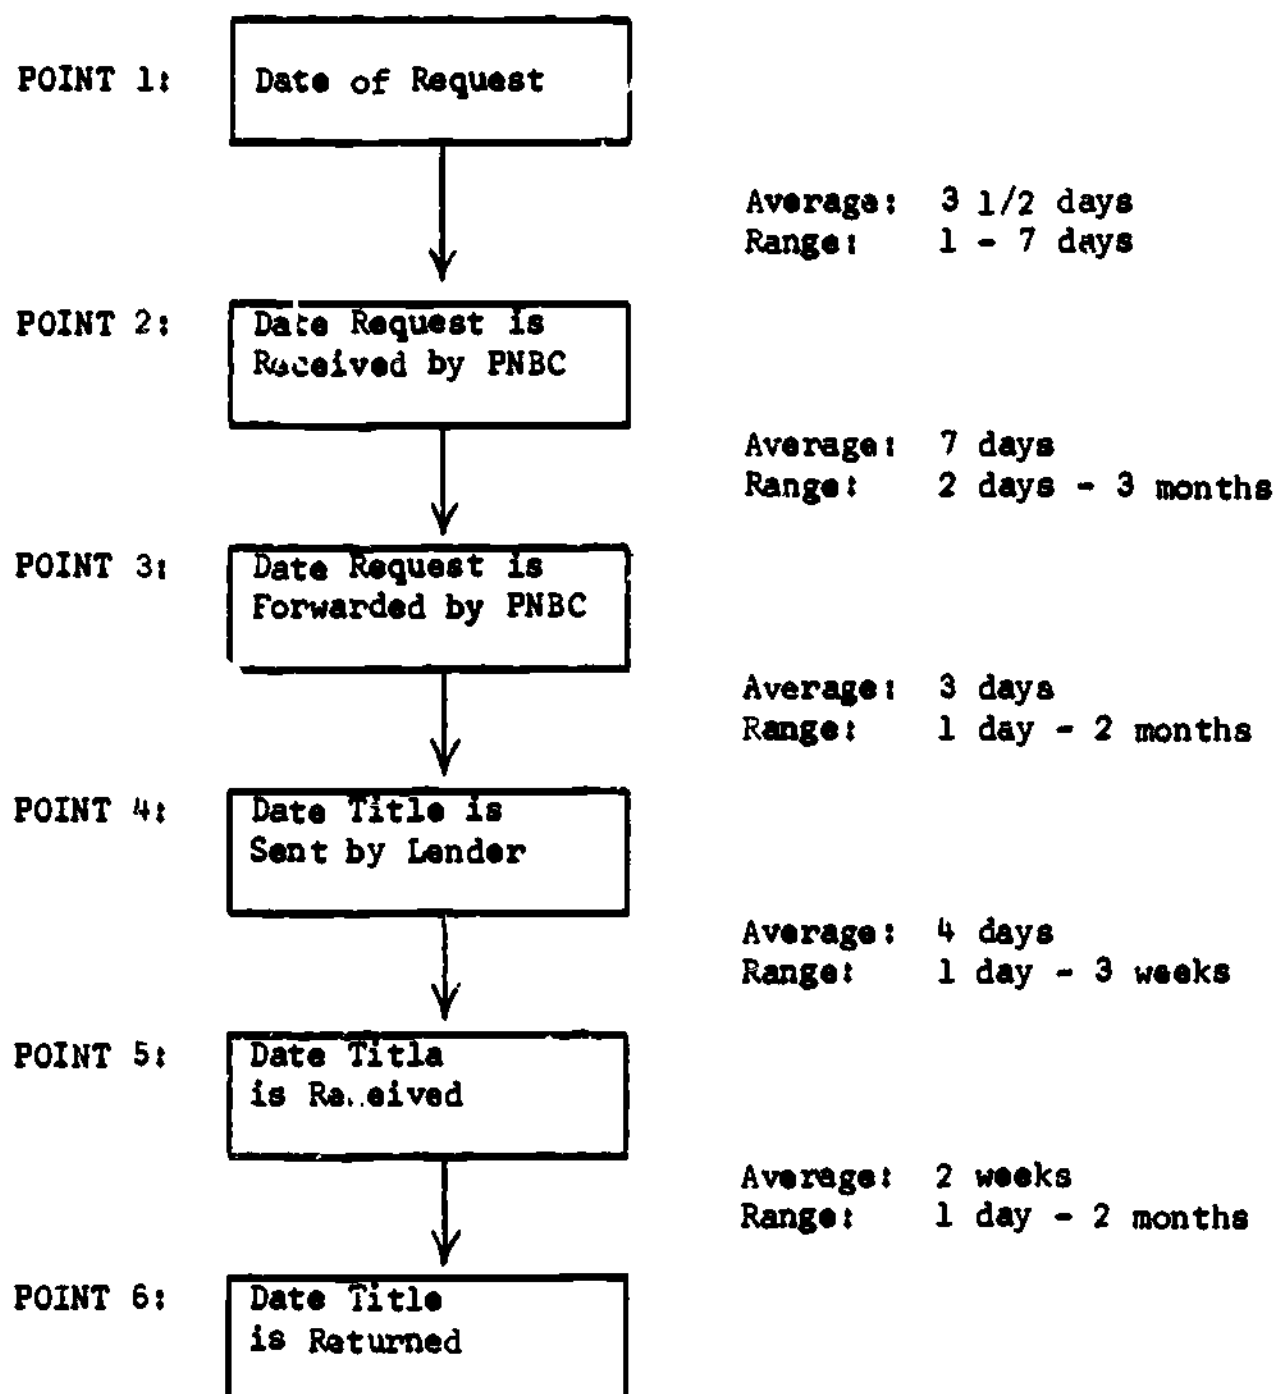 POINT 1: Date of Request
Average: 3 1/2 days
Range: 1 - 7 days
POINT 2: Date Request is
Received by PNBC
Average: 7 days
Range: 2 days - 3 months
POINT 3: Date Request is
Forwarded by PNBC
Average: 3 days
Range: 1 day - 2 months
POINT 4: Date Title is
Sent by Lender
Average: 4 days
Range: 1 day - 3 weeks
POINT 5: Date Title
is Received
Average: 2 weeks
Range: 1 day - 2 months
POINT 6: Date Title
is Returned